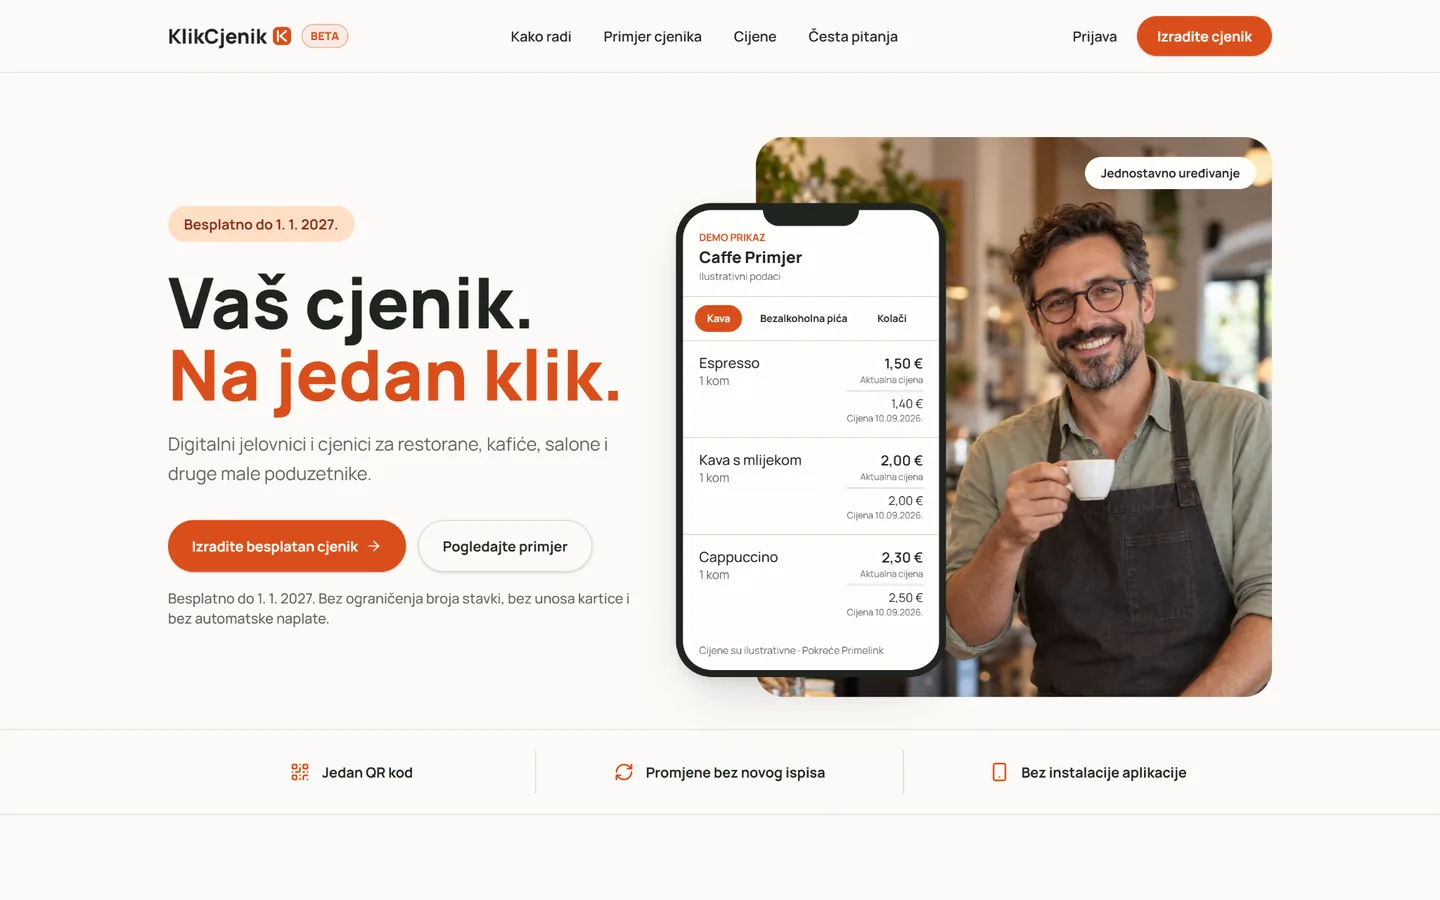 KlikCjenik K BETA
Kako radi
Primjer cjenika
Cijene
Česta pitanja
Prijava
Izradite cjenik
Besplatno do 1. 1. 2027.
Vaš cjenik.
Na jedan klik.
Digitalni jelovnici i cjenici za restorane, kafiće, salone i
druge male poduzetnike.
Izradite besplatan cjenik →
Pogledajte primjer
Besplatno do 1. 1. 2027. Bez ograničenja broja stavki, bez unosa kartice i
bez automatske naplate.
Jednostavno uređivanje
DEMO PRIKAZ
Caffe Primjer
Ilustrativni podaci
Kava
Bezalkoholna pića
Kolači
Espresso
1 kom
1,50 €
Aktualna cijena
1,40 €
Cijena 10.09.2026.
Kava s mlijekom
1 kom
2,00 €
Aktualna cijena
2,00 €
Cijena 10.09.2026.
Cappuccino
1 kom
2,30 €
Aktualna cijena
2,50 €
Cijena 10.09.2026.
Cijene su ilustrativne · Pokreće Primelink
Jedan QR kod
Promjene bez novog ispisa
Bez instalacije aplikacije